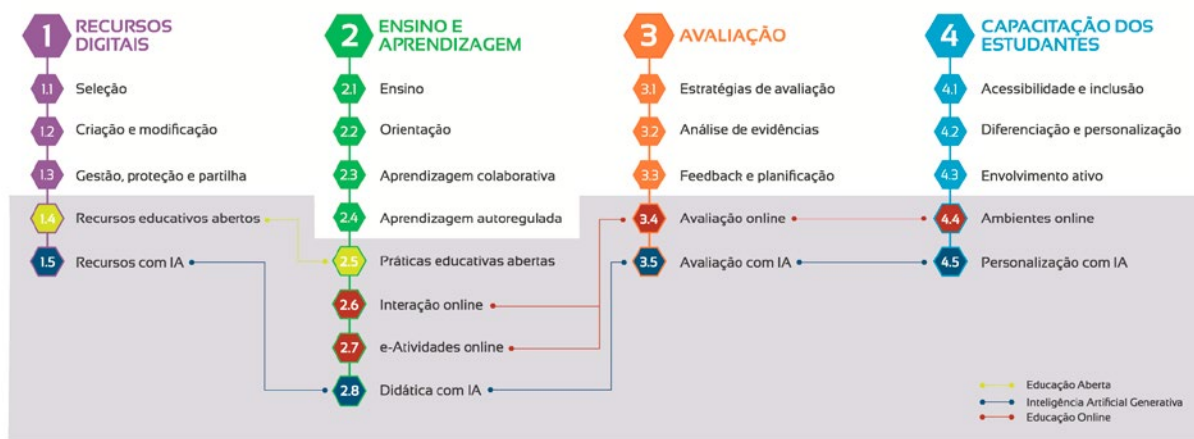 1 RECURSOS
DIGITAIS
1.1 Seleção
1.2 Criação e modificação
1.3 Gestão, proteção e partilha
1.4 Recursos educativos abertos
1.5 Recursos com IA
2 ENSINO E
APRENDIZAGEM
2.1 Ensino
2.2 Orientação
2.3 Aprendizagem colaborativa
2.4 Aprendizagem autoregulada
2.5 Práticas educativas abertas
2.6 Interação online
2.7 e-Atividades online
2.8 Didática com IA
3 AVALIAÇÃO
3.1 Estratégias de avaliação
3.2 Análise de evidências
3.3 Feedback e planificação
3.4 Avaliação online
3.5 Avaliação com IA
4 CAPACITAÇÃO DOS
ESTUDANTES
4.1 Acessibilidade e inclusão
4.2 Diferenciação e personalização
4.3 Envolvimento ativo
4.4 Ambientes online
4.5 Personalização com IA
Educação Aberta
Inteligência Artificial Generativa
Educação Online